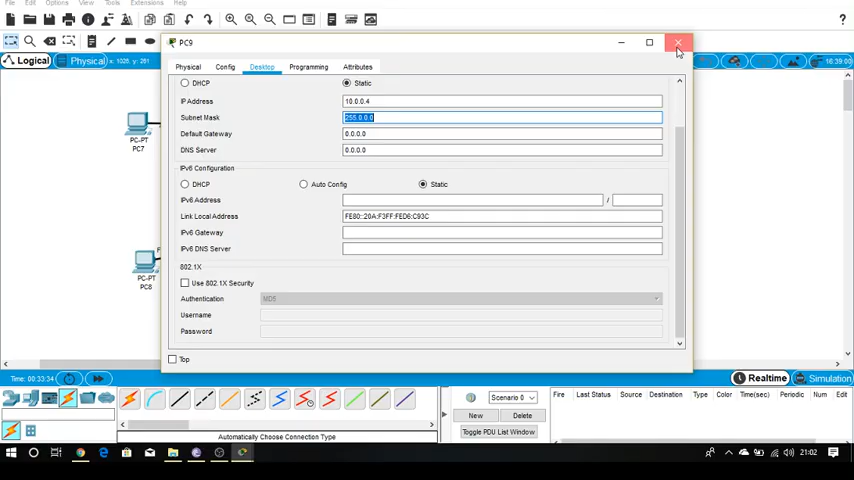 File Edit Options View Tools Extensions Help
PC9
Logical Physical x: 1026, y: 261 16:39:00
Physical Config Desktop Programming Attributes
DHCP Static
IP Address 10.0.0.4
Subnet Mask 255.0.0.0
Default Gateway 0.0.0.0
DNS Server 0.0.0.0
IPv6 Configuration
DHCP Auto Config Static
IPv6 Address /
Link Local Address FE80::20A:F3FF:FED6:C93C
IPv6 Gateway
IPv6 DNS Server
802.1X
Use 802.1X Security
Authentication MD5
Username
Password
Top
PC-PT
PC7
PC-PT
PC8
Time: 00:33:34 Realtime Simulation
Scenario 0 Fire Last Status Source Destination Type Color Time(sec) Periodic Num Edit
New Delete
Toggle PDU List Window
Automatically Choose Connection Type
21:02